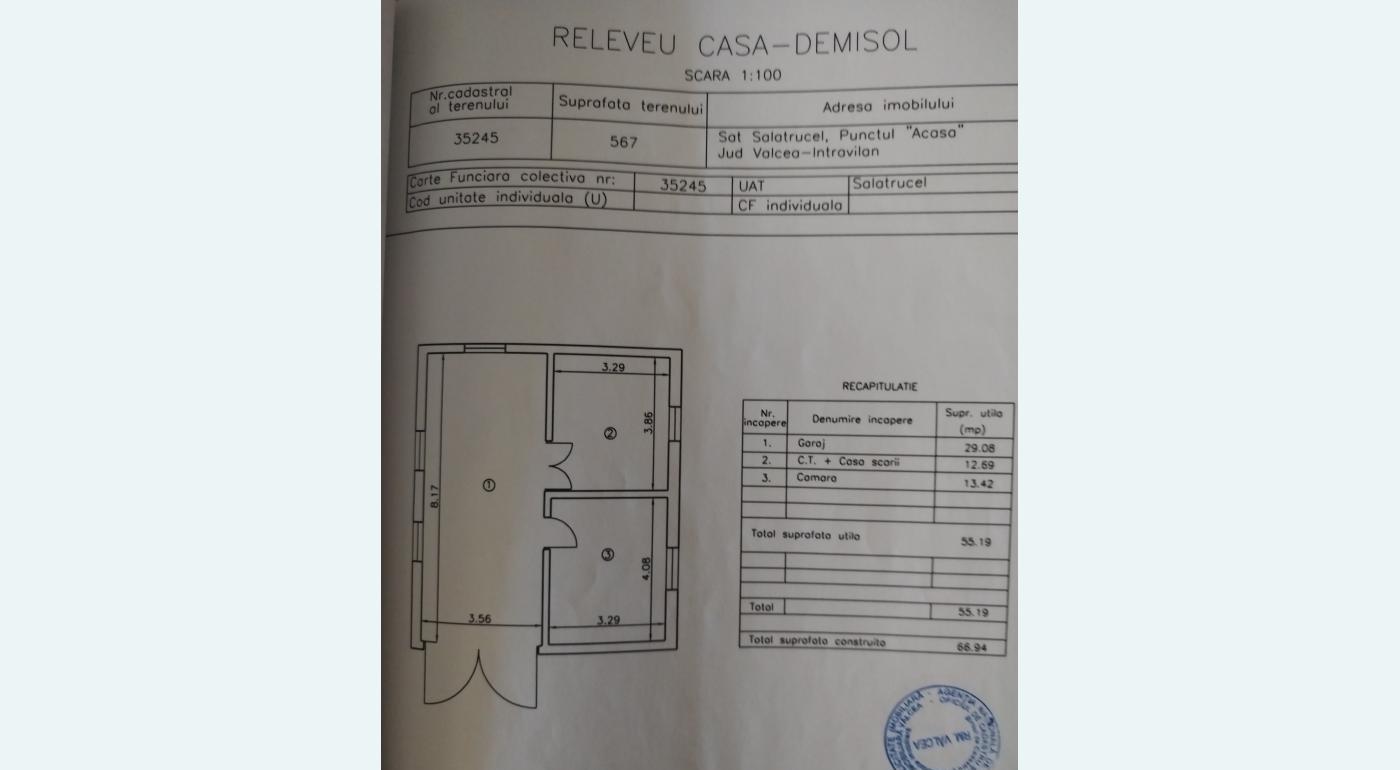 RELEVEU CASA-DEMISOL
SCARA 1:100
Nr.cadastral
al terenului
Suprafata terenului
Adresa imobilului
35245
567
Sat Salatrucel, Punctul "Acasa"
Jud Valcea-Intravilan
Carte Funciara colectiva nr:
35245
UAT
Salatrucel
Cod unitate individuala (U)
CF individuala
3.29
3.86
2
1
8.17
3
4.08
3.56
3.29
RECAPITULATIE
Nr.
incapere
Denumire incapere
Supr. utila
(mp)
1.
Garaj
29.08
2.
C.T. + Casa scarii
12.69
3.
Camara
13.42
Total suprafata utila
55.19
Total
55.19
Total suprafata construita
66.94
RM VÂLCEA